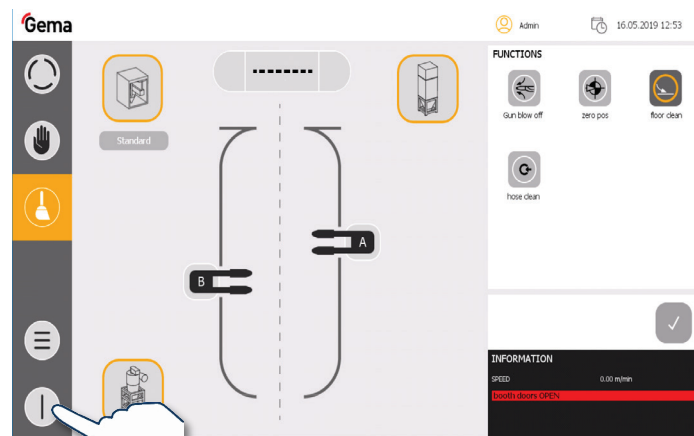 Gema
Admin
16.05.2019 12:53
FUNCTIONS
Gun blow off
zero pos
floor clean
Standard
hose clean
A
B
INFORMATION
SPEED 0.00 m/min
booth doors OPEN